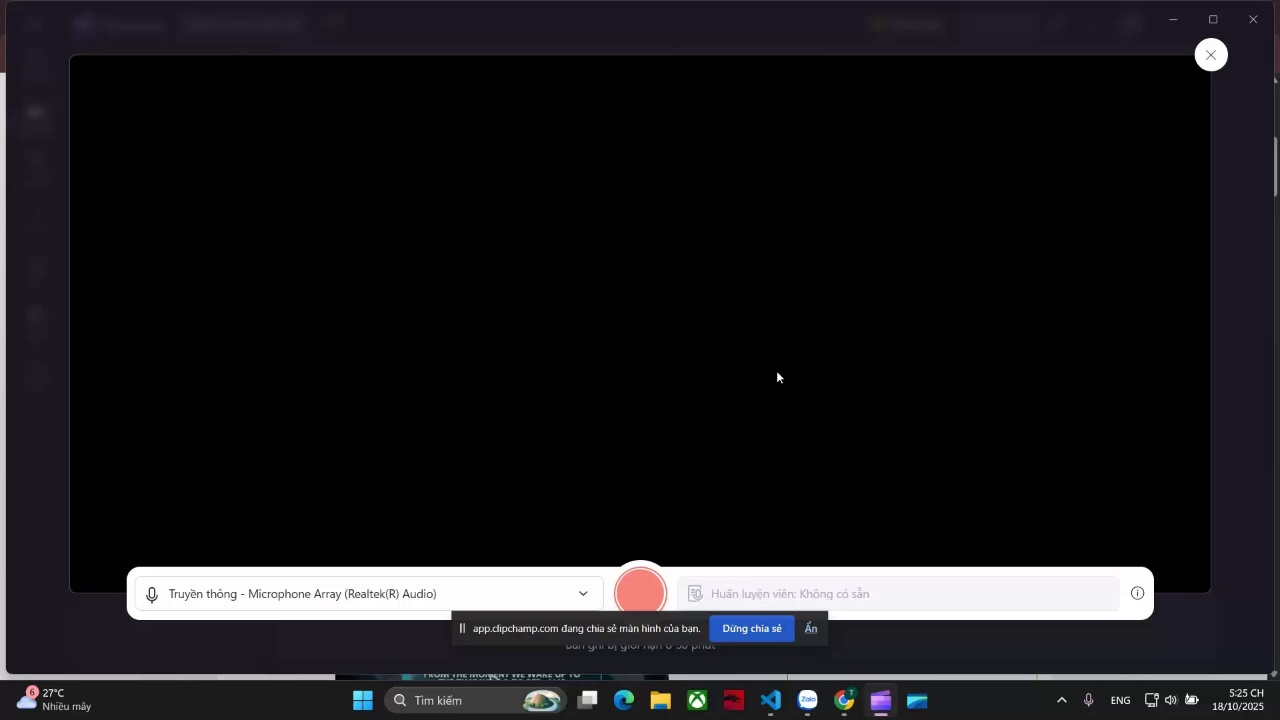 Truyền thông - Microphone Array (Realtek(R) Audio)
Huấn luyện viên: Không có sẵn
app.clipchamp.com đang chia sẻ màn hình của bạn.
Dừng chia sẻ
Ẩn
Bản ghi bị giới hạn ở 30 phút
FROM THE MOMENT WE WAKE UP TO
6
27°C
Nhiều mây
Tìm kiếm
Zalo
T
ENG
5:25 CH
18/10/2025